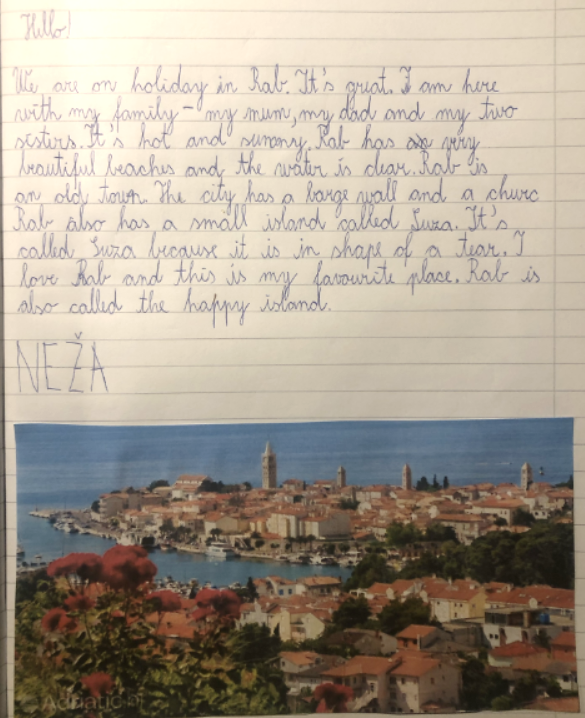 Hello!
We are on holiday in Rab. It's great. I am here
with my family - my mum, my dad and my two
sisters. It's hot and sunny. Rab has very
beautiful beaches and the water is clear. Rab is
an old town. The city has a large wall and a churc
Rab also has a small island called Suza. It's
called Suza because it is in shape of a tear. I
love Rab and this is my favourite place. Rab is
also called the happy island.
NEŽA